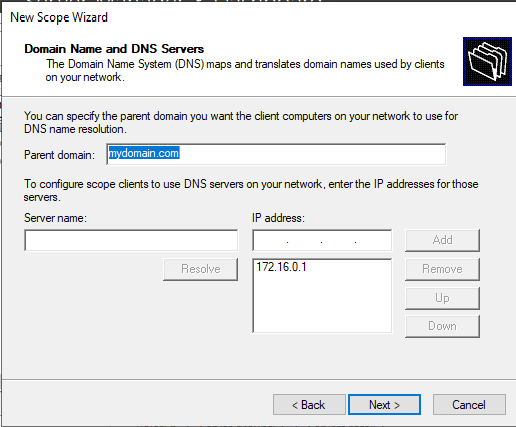 New Scope Wizard
Domain Name and DNS Servers
The Domain Name System (DNS) maps and translates domain names used by clients
on your network.
You can specify the parent domain you want the client computers on your network to use for
DNS name resolution.
Parent domain: mydomain.com
To configure scope clients to use DNS servers on your network, enter the IP addresses for those
servers.
Server name: IP address:
. . . Add
Resolve 172.16.0.1 Remove
Up
Down
< Back Next > Cancel